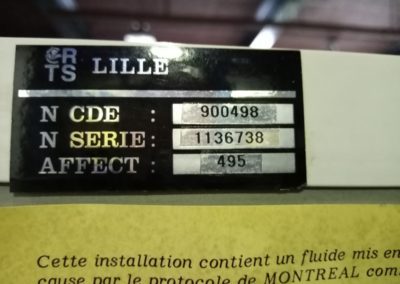 CRTS LILLE
N CDE : 900498
N SERIE: 1136738
AFFECT : 495
Cette installation contient un fluide mis en
cause par le protocole de MONTREAL com